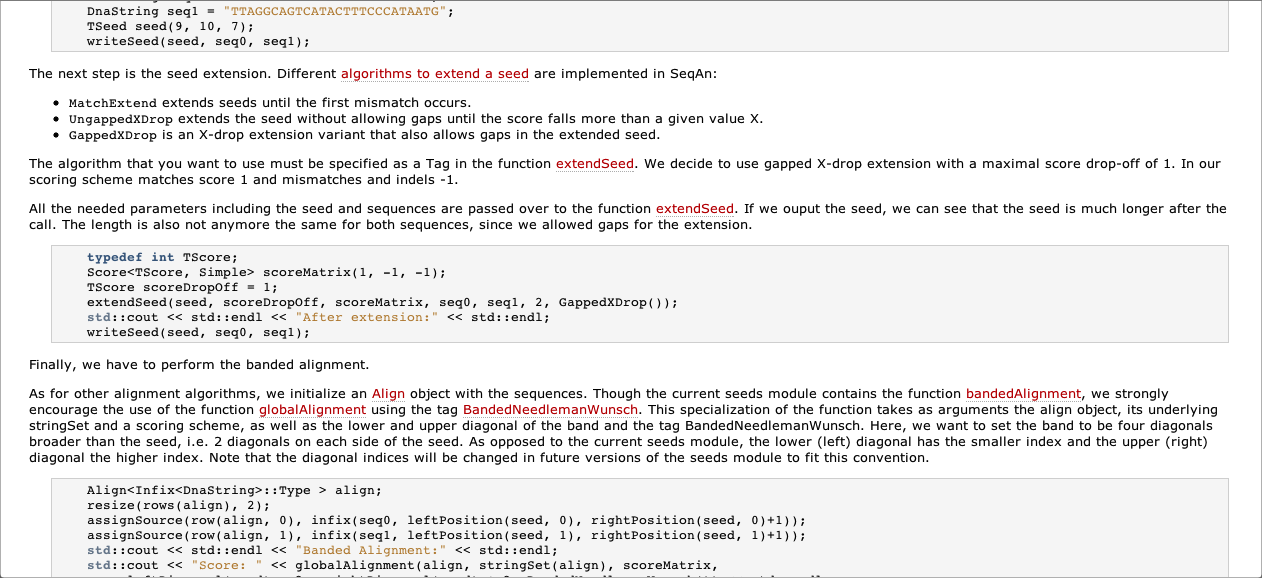 DnaString seq1 = "TTAGGCAGTCATACTTTCCCATAATG";
TSeed seed(9, 10, 7);
writeSeed(seed, seq0, seq1);
The next step is the seed extension. Different algorithms to extend a seed are implemented in SeqAn:
• MatchExtend extends seeds until the first mismatch occurs.
• UngappedXDrop extends the seed without allowing gaps until the score falls more than a given value X.
• GappedXDrop is an X-drop extension variant that also allows gaps in the extended seed.
The algorithm that you want to use must be specified as a Tag in the function extendSeed. We decide to use gapped X-drop extension with a maximal score drop-off of 1. In our
scoring scheme matches score 1 and mismatches and indels -1.
All the needed parameters including the seed and sequences are passed over to the function extendSeed. If we ouput the seed, we can see that the seed is much longer after the
call. The length is also not anymore the same for both sequences, since we allowed gaps for the extension.
typedef int TScore;
Score<TScore, Simple> scoreMatrix(1, -1, -1);
TScore scoreDropOff = 1;
extendSeed(seed, scoreDropOff, scoreMatrix, seq0, seq1, 2, GappedXDrop());
std::cout << std::endl << "After extension:" << std::endl;
writeSeed(seed, seq0, seq1);
Finally, we have to perform the banded alignment.
As for other alignment algorithms, we initialize an Align object with the sequences. Though the current seeds module contains the function bandedAlignment, we strongly
encourage the use of the function globalAlignment using the tag BandedNeedlemanWunsch. This specialization of the function takes as arguments the align object, its underlying
stringSet and a scoring scheme, as well as the lower and upper diagonal of the band and the tag BandedNeedlemanWunsch. Here, we want to set the band to be four diagonals
broader than the seed, i.e. 2 diagonals on each side of the seed. As opposed to the current seeds module, the lower (left) diagonal has the smaller index and the upper (right)
diagonal the higher index. Note that the diagonal indices will be changed in future versions of the seeds module to fit this convention.
Align<Infix<DnaString>::Type > align;
resize(rows(align), 2);
assignSource(row(align, 0), infix(seq0, leftPosition(seed, 0), rightPosition(seed, 0)+1));
assignSource(row(align, 1), infix(seq1, leftPosition(seed, 1), rightPosition(seed, 1)+1));
std::cout << std::endl << "Banded Alignment:" << std::endl;
std::cout << "Score: " << globalAlignment(align, stringSet(align), scoreMatrix,